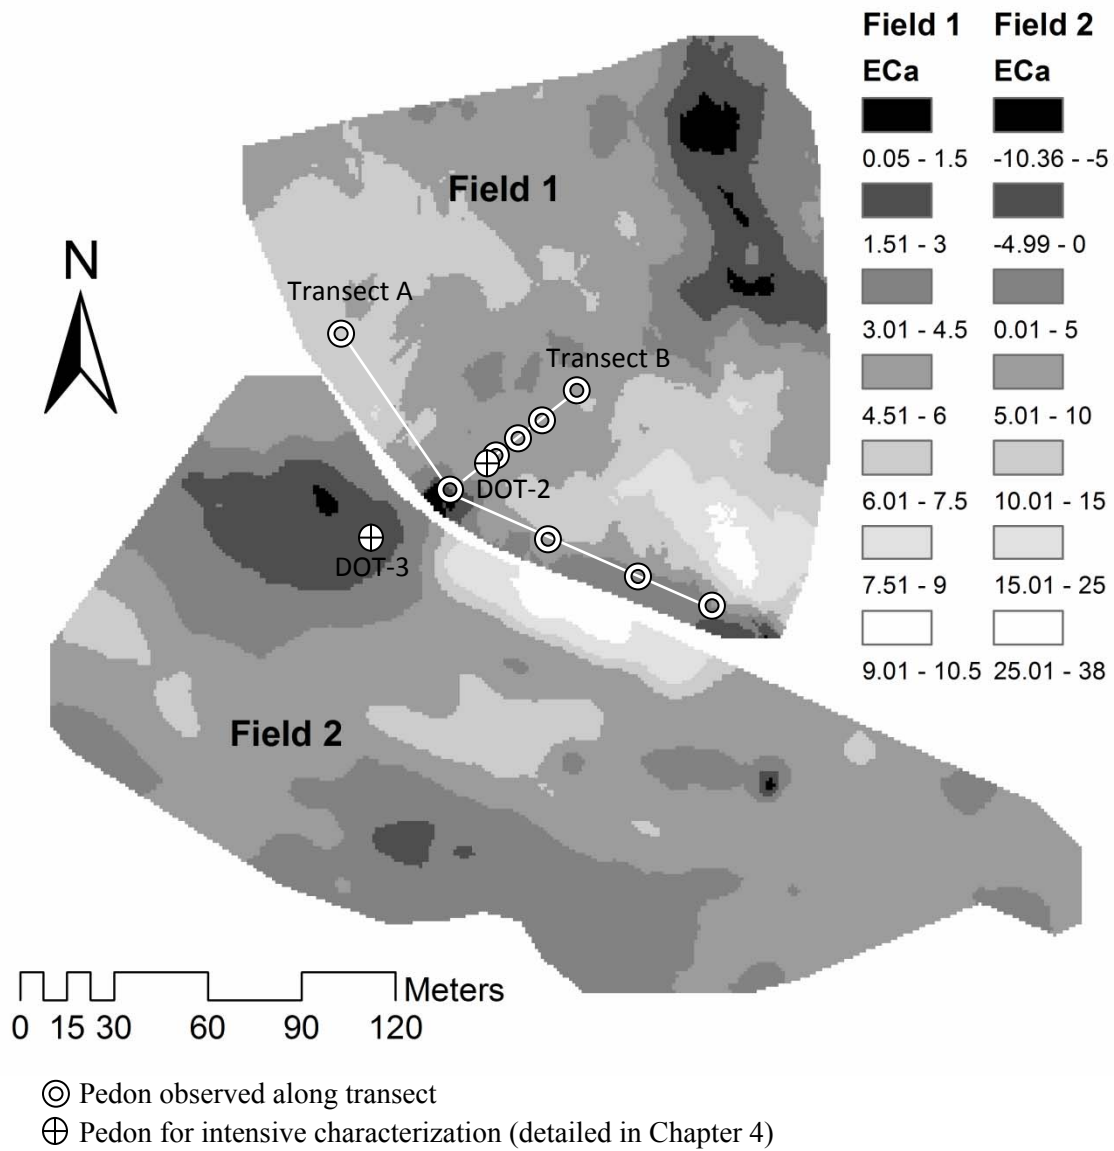 Field 1 Field 2
ECa ECa
0.05 - 1.5 -10.36 - -5
1.51 - 3 -4.99 - 0
3.01 - 4.5 0.01 - 5
4.51 - 6 5.01 - 10
6.01 - 7.5 10.01 - 15
7.51 - 9 15.01 - 25
9.01 - 10.5 25.01 - 38
Field 1
N
Transect A
Transect B
DOT-2
DOT-3
Field 2
Meters
0 15 30 60 90 120
Pedon observed along transect
Pedon for intensive characterization (detailed in Chapter 4)